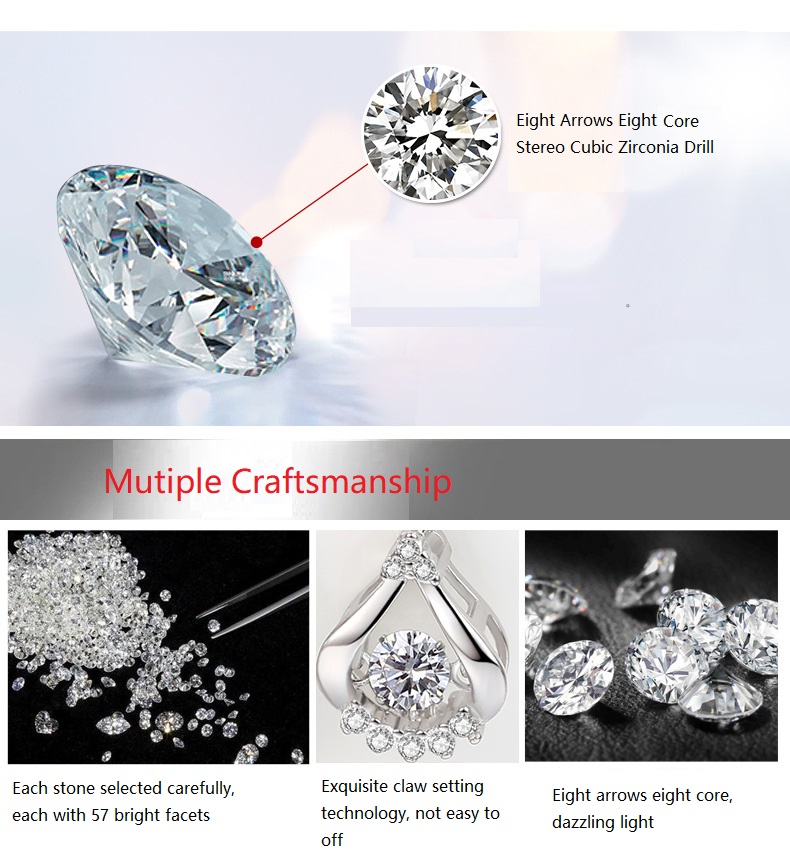 Eight Arrows Eight Core
Stereo Cubic Zirconia Drill
Mutiple Craftsmanship
Each stone selected carefully,
each with 57 bright facets
Exquisite claw setting
technology, not easy to
off
Eight arrows eight core,
dazzling light